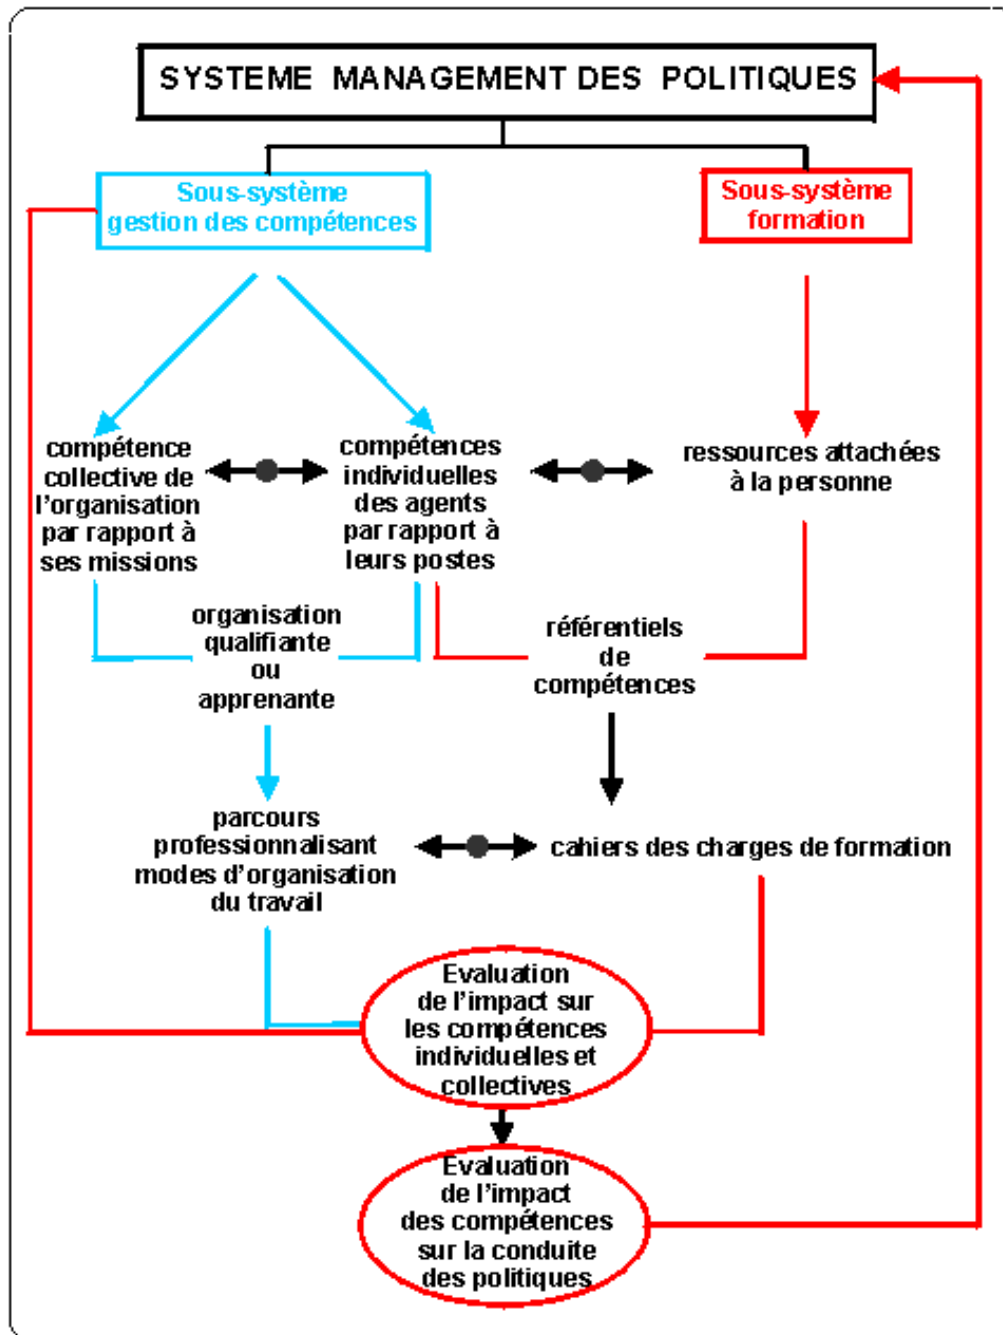 SYSTEME MANAGEMENT DES POLITIQUES
Sous-système
gestion des compétences
Sous-système
formation
compétence
collective de
l'organisation
par rapport à
ses missions
compétences
individuelles
des agents
par rapport à
leurs postes
ressources attachées
à la personne
organisation
qualifiante
ou
apprenante
référentiels
de
compétences
parcours
professionnalisant
modes d'organisation
du travail
cahiers des charges de formation
Evaluation
de l'impact sur
les compétences
individuelles et
collectives
Evaluation
de l'impact
des compétences
sur la conduite
des politiques